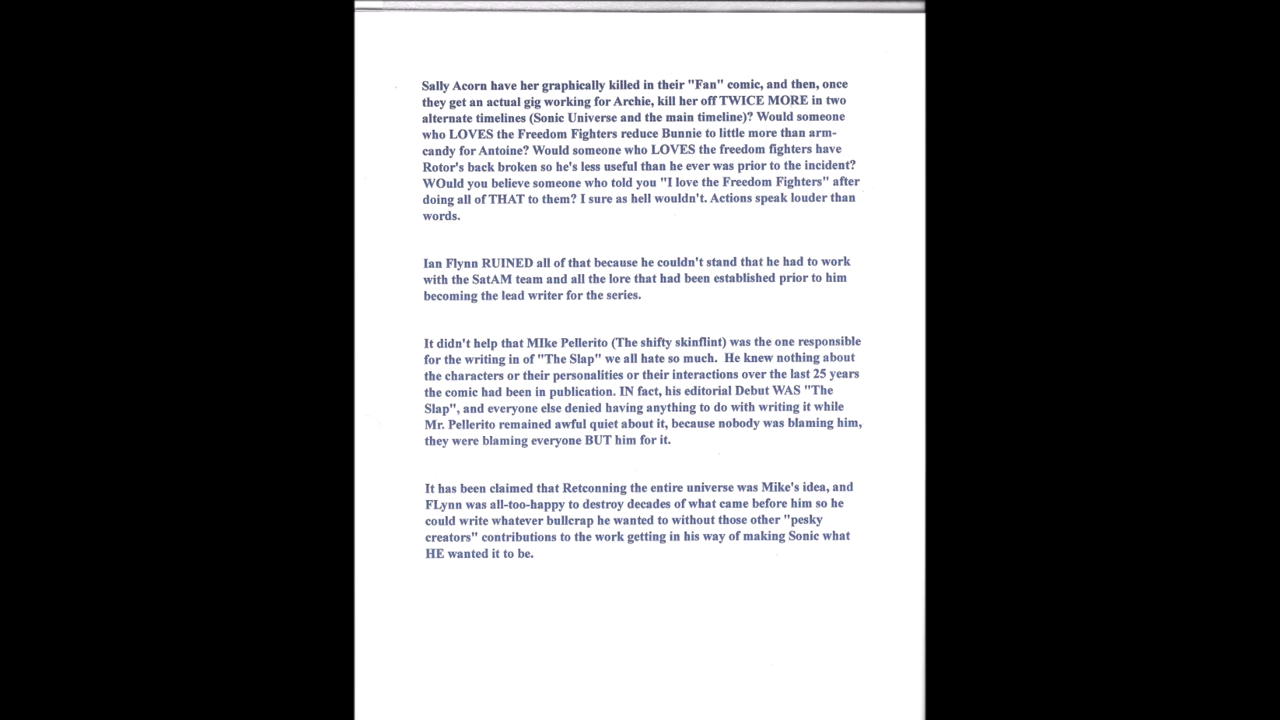 Sally Acorn have her graphically killed in their "Fan" comic, and then, once
they get an actual gig working for Archie, kill her off TWICE MORE in two
alternate timelines (Sonic Universe and the main timeline)? Would someone
who LOVES the Freedom Fighters reduce Bunnie to little more than arm-
candy for Antoine? Would someone who LOVES the freedom fighters have
Rotor's back broken so he's less useful than he ever was prior to the incident?
WOuld you believe someone who told you "I love the Freedom Fighters" after
doing all of THAT to them? I sure as hell wouldn't. Actions speak louder than
words.
Ian Flynn RUINED all of that because he couldn't stand that he had to work
with the SatAM team and all the lore that had been established prior to him
becoming the lead writer for the series.
It didn't help that MIke Pellerito (The shifty skinflint) was the one responsible
for the writing in of "The Slap" we all hate so much.  He knew nothing about
the characters or their personalities or their interactions over the last 25 years
the comic had been in publication. IN fact, his editorial Debut WAS "The
Slap", and everyone else denied having anything to do with writing it while
Mr. Pellerito remained awful quiet about it, because nobody was blaming him,
they were blaming everyone BUT him for it.
It has been claimed that Retconning the entire universe was Mike's idea, and
FLynn was all-too-happy to destroy decades of what came before him so he
could write whatever bullcrap he wanted to without those other "pesky
creators" contributions to the work getting in his way of making Sonic what
HE wanted it to be.